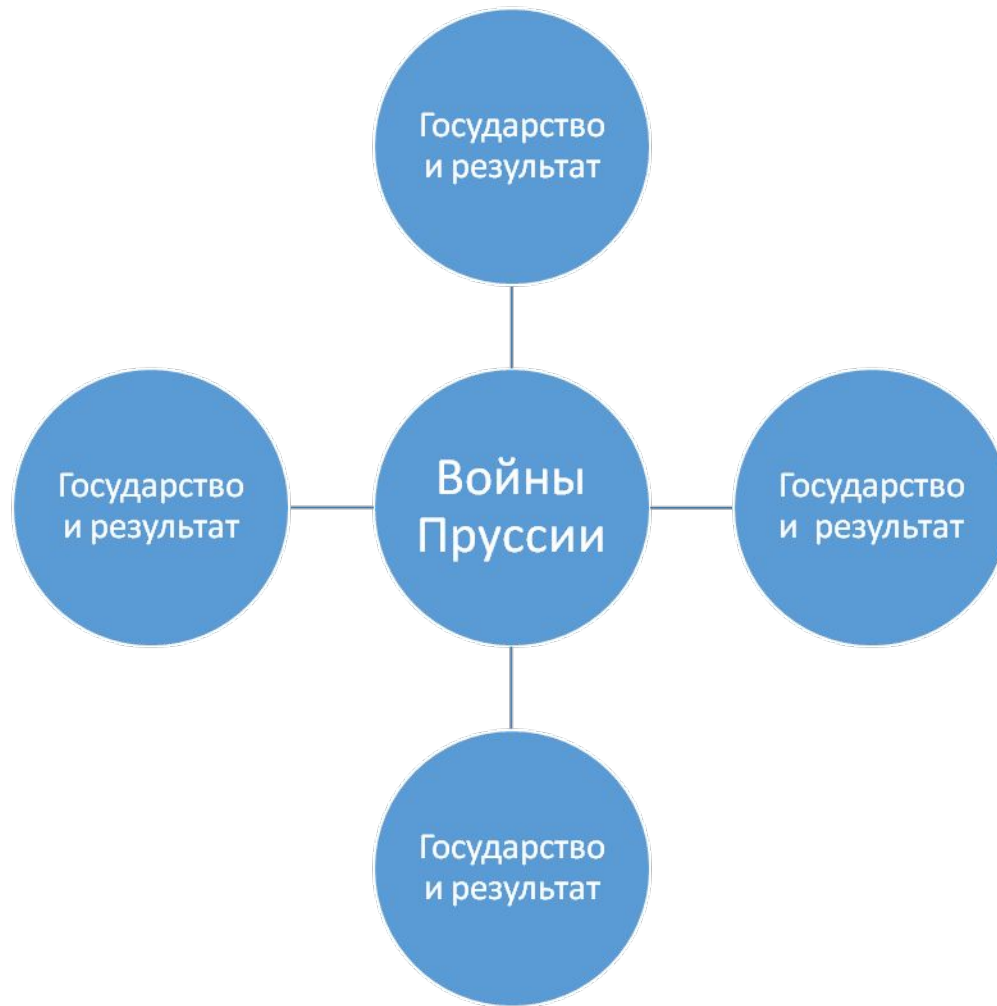 Государство
и результат
Государство
и результат
Войны
Пруссии
Государство
и результат
Государство
и результат